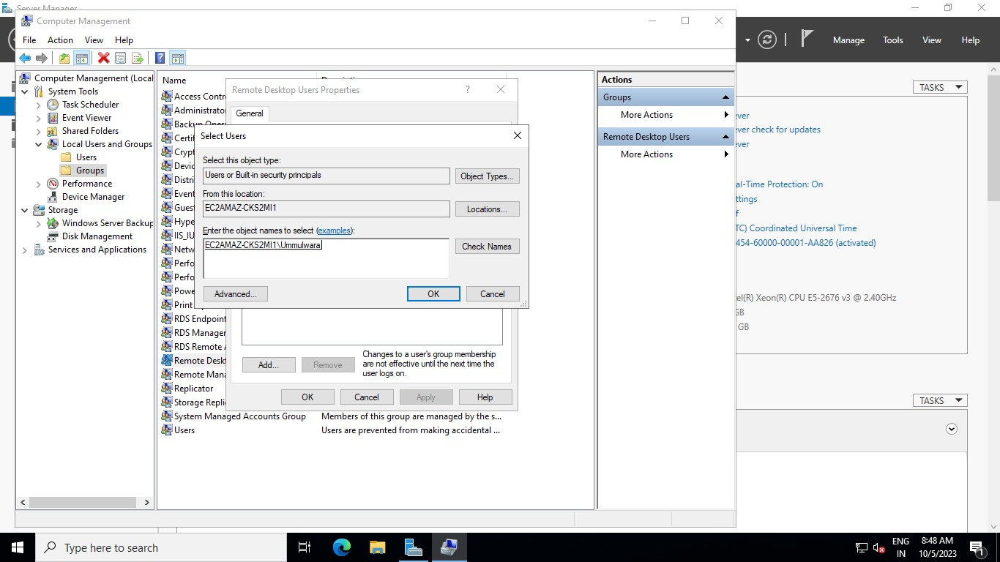 Server Manager
Computer Management
File Action View Help
Manage Tools View Help
Computer Management (Local
System Tools
Task Scheduler
Event Viewer
Shared Folders
Local Users and Groups
Users
Groups
Performance
Device Manager
Storage
Windows Server Backup
Disk Management
Services and Applications
Name
Access Contr
Administrator
Backup Oper
Certif
Crypt
Devic
Distri
Event
Gues
Hype
IIS_IU
Netw
Perfo
Perfo
Powe
Print
RDS Endpoint
RDS Manager
RDS Remote A
Remote Deskt
Remote Mana
Replicator
Storage Repli
System Managed Accounts Group Members of this group are managed by the s...
Users Users are prevented from making accidental ...
Remote Desktop Users Properties ?
General
Select Users
Select this object type:
Users or Built-in security principals
Object Types...
From this location:
EC2AMAZ-CKS2MI1
Locations...
Enter the object names to select (examples):
EC2AMAZ-CKS2MI1\Ummulwara
Check Names
Advanced... OK Cancel
Add... Remove
Changes to a user's group membership
are not effective until the next time the
user logs on.
OK Cancel Apply Help
Actions
Groups
More Actions
Remote Desktop Users
More Actions
TASKS
ever
ever check for updates
ever
al-Time Protection: On
ttings
f
TC) Coordinated Universal Time
454-60000-00001-AA826 (activated)
tel(R) Xeon(R) CPU E5-2676 v3 @ 2.40GHz
GB
GB
TASKS
Type here to search
ENG
IN
8:48 AM
10/5/2023
1